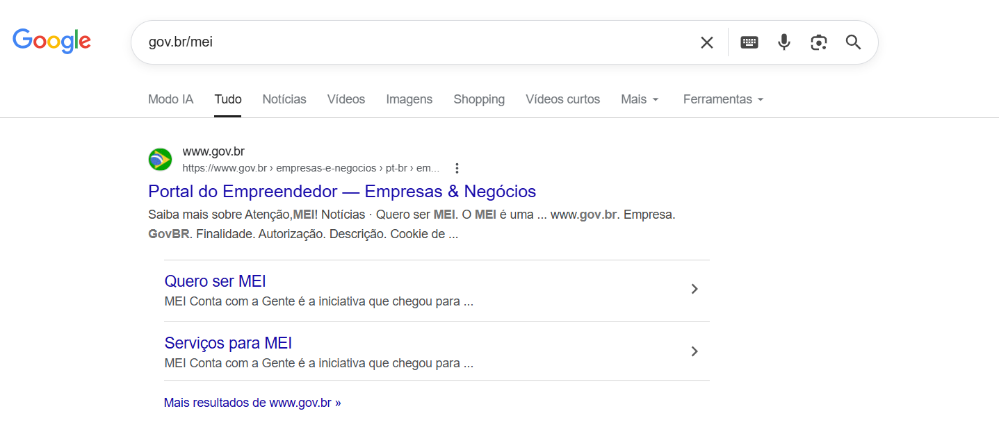 Google
gov.br/mei
Modo IA Tudo Notícias Vídeos Imagens Shopping Vídeos curtos Mais Ferramentas
www.gov.br
https://www.gov.br › empresas-e-negocios › pt-br › em...
Portal do Empreendedor — Empresas & Negócios
Saiba mais sobre Atenção,MEI! Notícias · Quero ser MEI. O MEI é uma ... www.gov.br. Empresa.
GovBR. Finalidade. Autorização. Descrição. Cookie de ...
Quero ser MEI
MEI Conta com a Gente é a iniciativa que chegou para ...
Serviços para MEI
MEI Conta com a Gente é a iniciativa que chegou para ...
Mais resultados de www.gov.br »